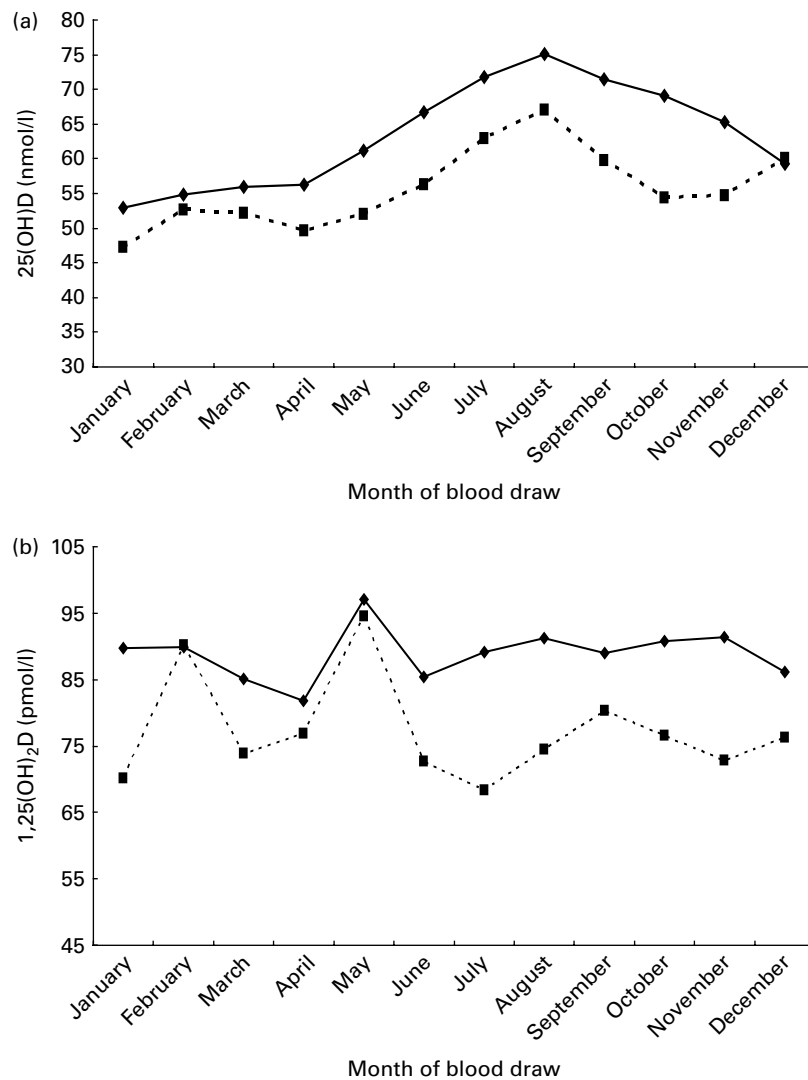 (a)
80
75
70
65
60
55
50
45
40
35
30
25(OH)D (nmol/l)
January
February
March
April
May
June
July
August
September
October
November
December
Month of blood draw
(b)
105
95
85
75
65
55
45
1,25(OH)₂D (pmol/l)
January
February
March
April
May
June
July
August
September
October
November
December
Month of blood draw